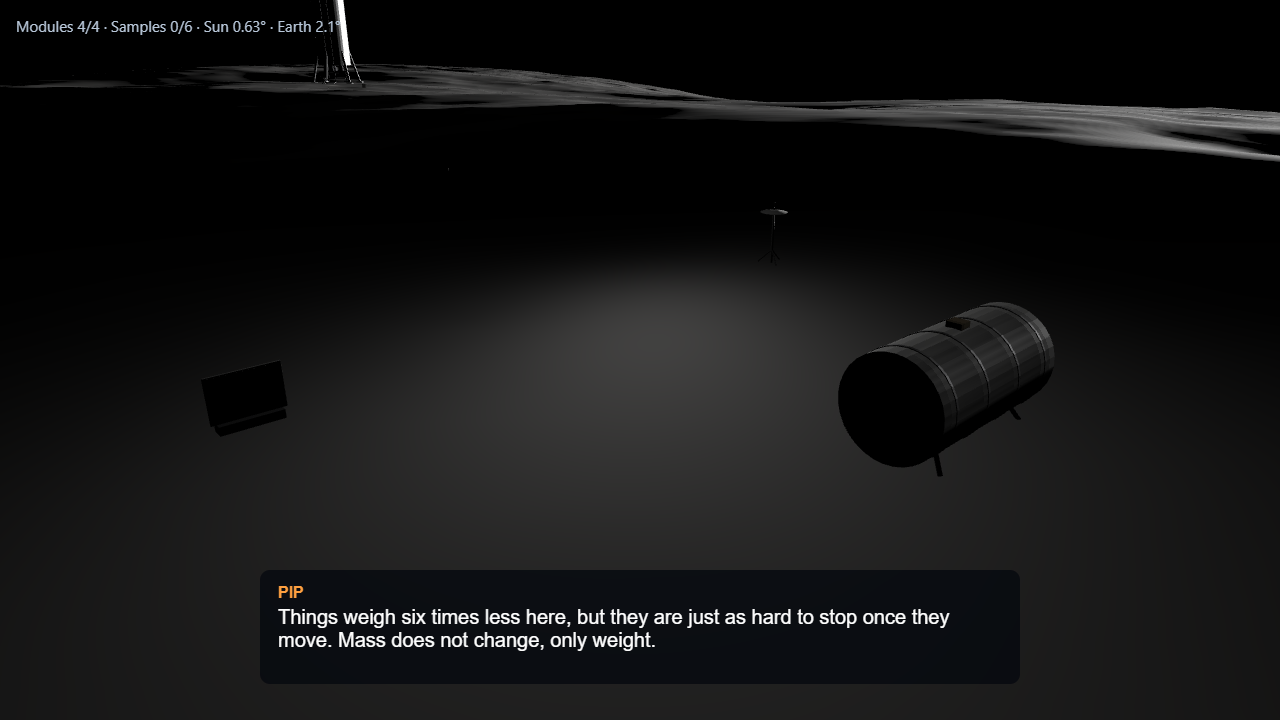 Modules 4/4 · Samples 0/6 · Sun 0.63° · Earth 2.1°
PIP
Things weigh six times less here, but they are just as hard to stop once they
move. Mass does not change, only weight.